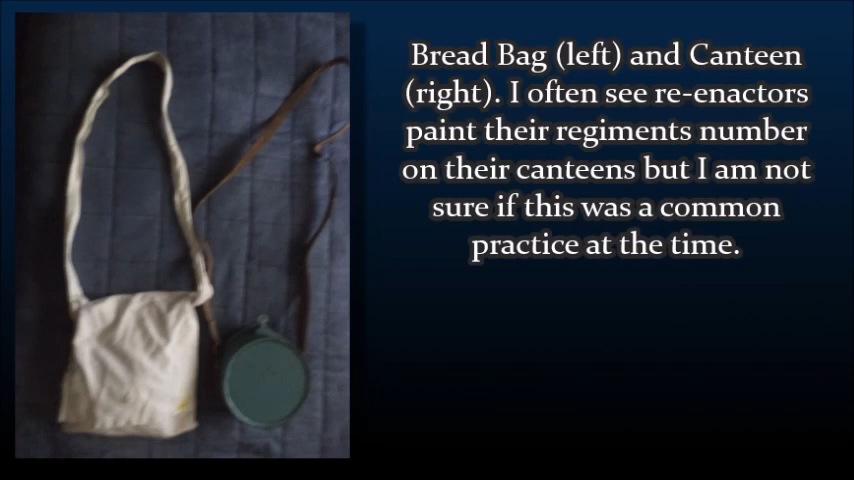 Bread Bag (left) and Canteen
(right). I often see re-enactors
paint their regiments number
on their canteens but I am not
sure if this was a common
practice at the time.